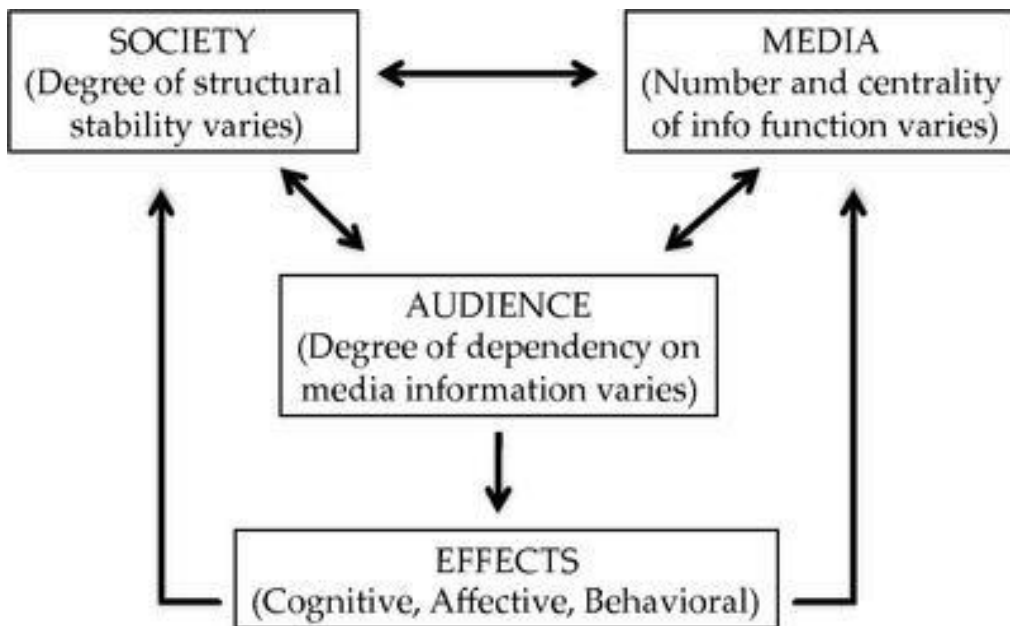 SOCIETY
(Degree of structural
stability varies)
MEDIA
(Number and centrality
of info function varies)
AUDIENCE
(Degree of dependency on
media information varies)
EFFECTS
(Cognitive, Affective, Behavioral)